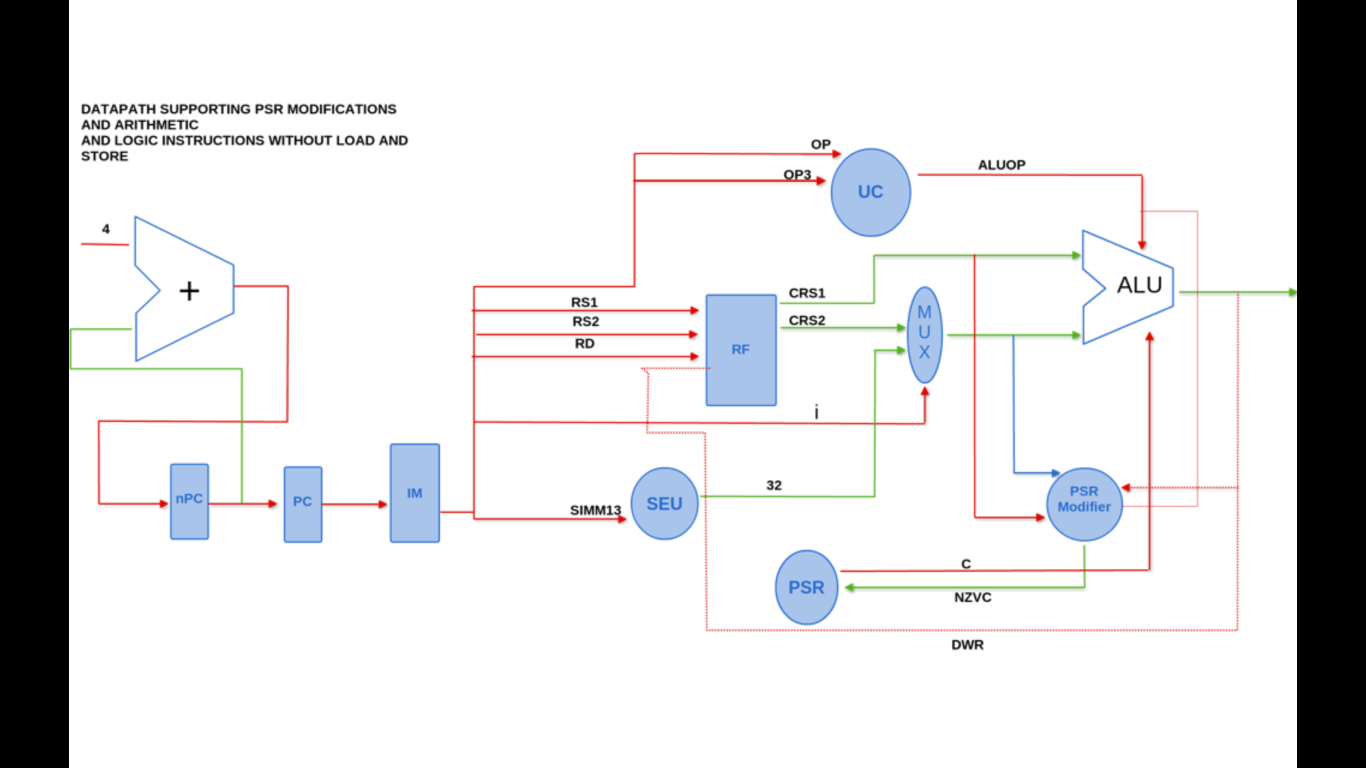 DATAPATH SUPPORTING PSR MODIFICATIONS
AND ARITHMETIC
AND LOGIC INSTRUCTIONS WITHOUT LOAD AND
STORE
OP
OP3
UC
ALUOP
4
+
ALU
RS1
RS2
RD
RF
CRS1
CRS2
M
U
X
i
nPC
PC
IM
SIMM13
SEU
32
PSR
Modifier
PSR
C
NZVC
DWR